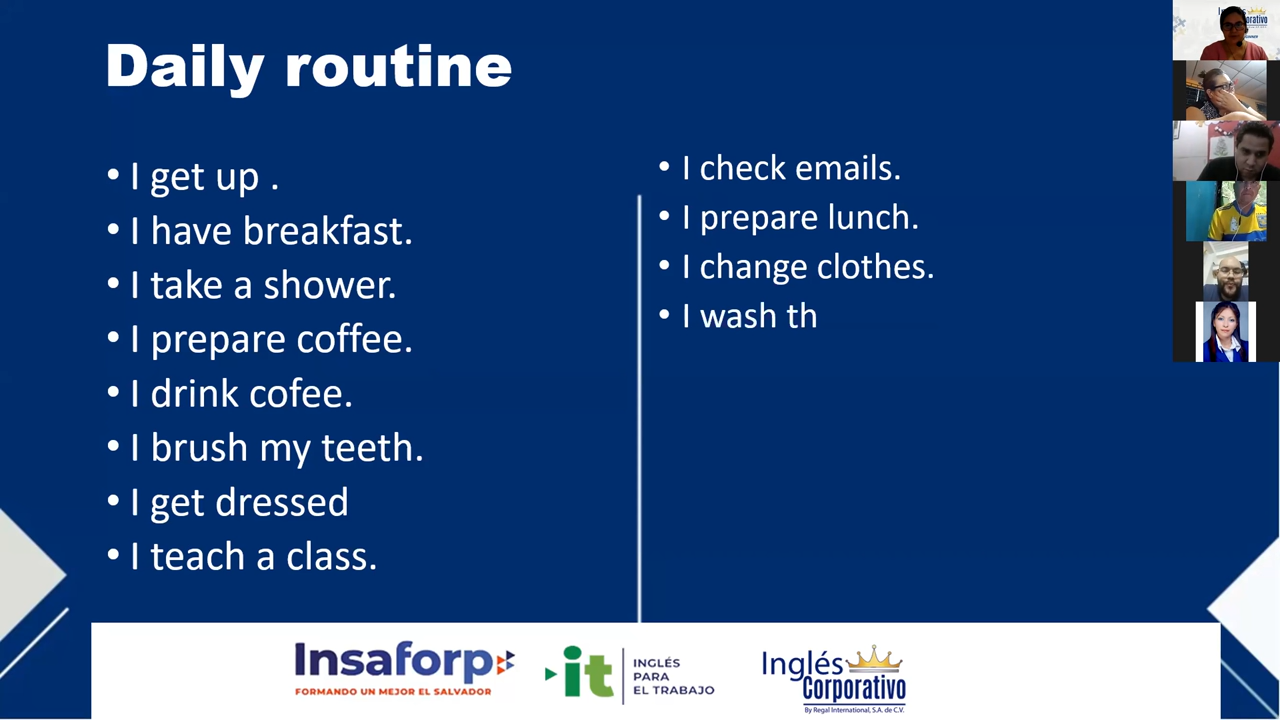 Daily routine
• I get up .
• I have breakfast.
• I take a shower.
• I prepare coffee.
• I drink cofee.
• I brush my teeth.
• I get dressed
• I teach a class.
• I check emails.
• I prepare lunch.
• I change clothes.
• I wash th
Insaforp
FORMANDO UN MEJOR EL SALVADOR
it
INGLÉS
PARA
EL TRABAJO
Inglés
Corporativo
By Regal International, S.A. de C.V.
Inglés
Corporativo